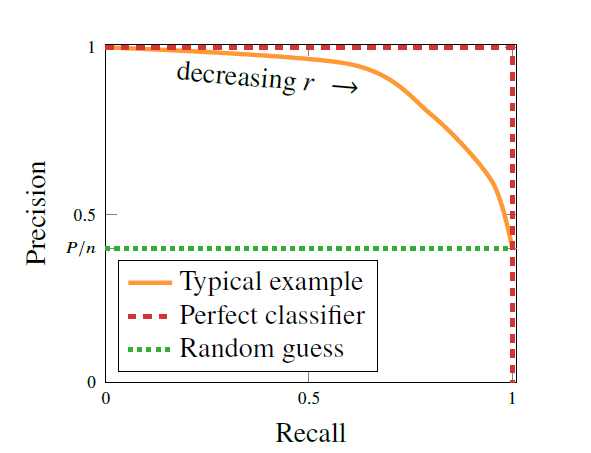 1
decreasing r →
Precision
0.5
P/n
Typical example
Perfect classifier
Random guess
0
0
0.5
1
Recall